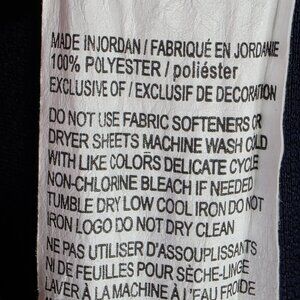 MADE IN JORDAN / FABRIQUÉ EN JORDANIE
100% POLYESTER / poliéster
EXCLUSIVE OF / EXCLUSIF DE DECORATION
DO NOT USE FABRIC SOFTENERS OR
DRYER SHEETS MACHINE WASH COLD
WITH LIKE COLORS DELICATE CYCLE
NON-CHLORINE BLEACH IF NEEDED
TUMBLE DRY LOW COOL IRON DO NOT
IRON LOGO DO NOT DRY CLEAN
NE PAS UTILISER D'ASSOUPLISSANTS
NI DE FEUILLES POUR SÈCHE-LINGE
LAVER À LA MACHINE À L'EAU FROIDE